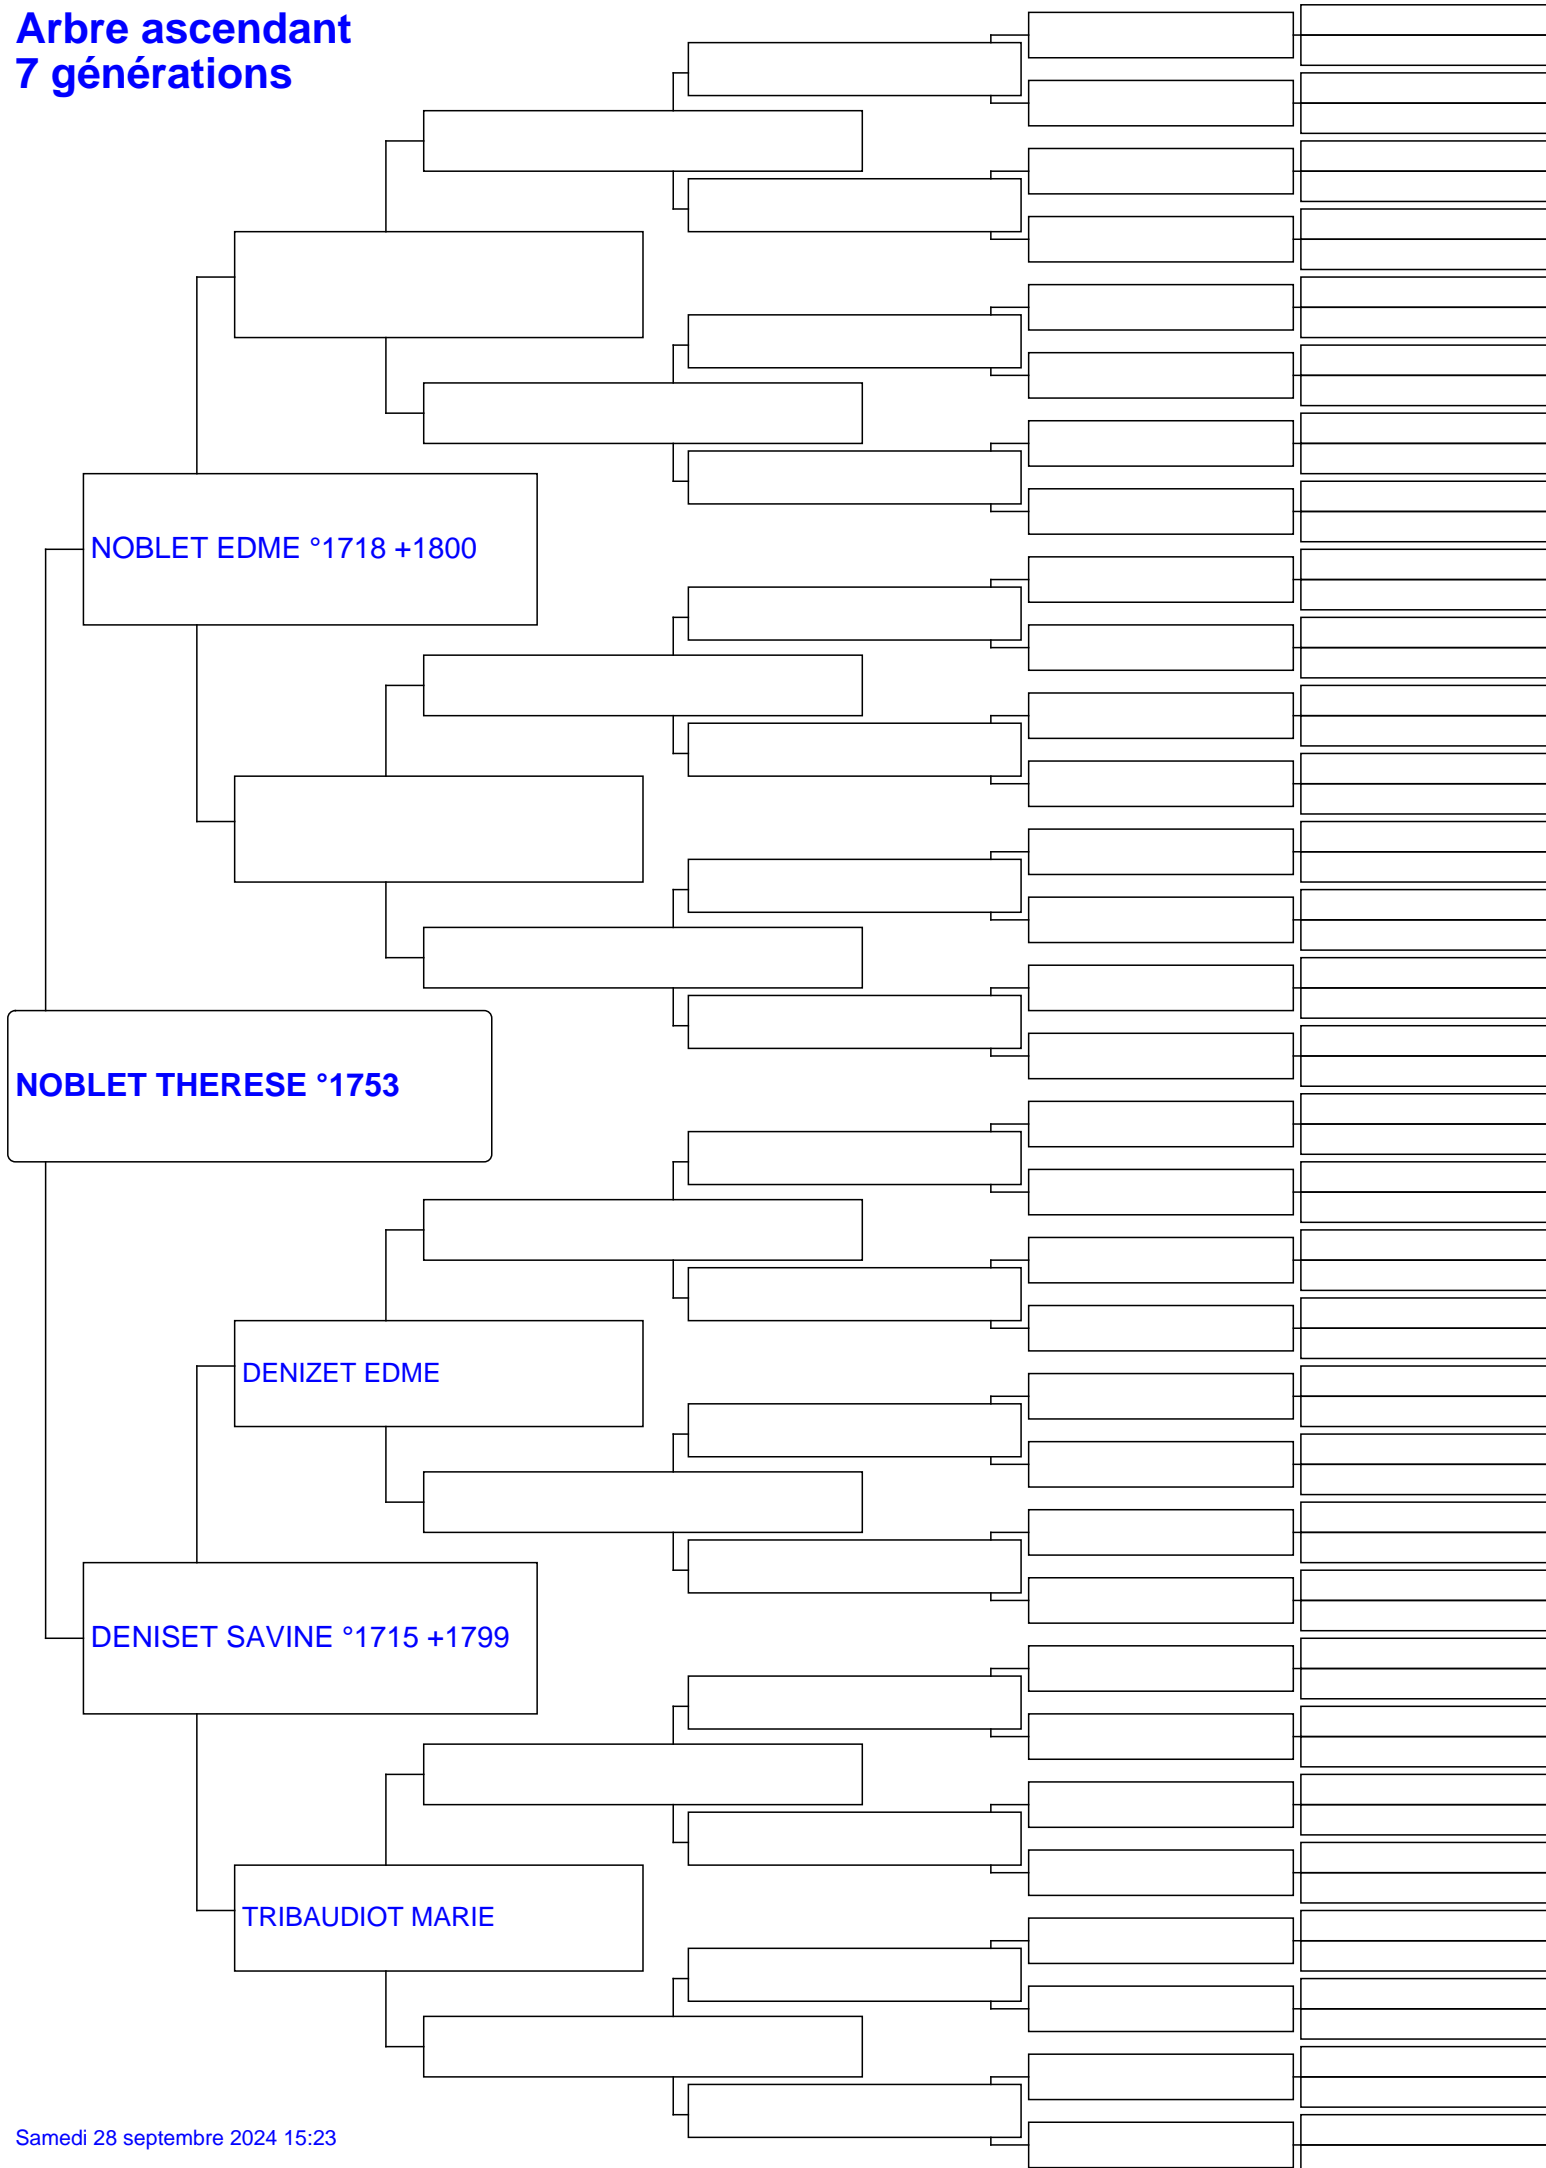 Arbre ascendant
7 générations
NOBLET EDME °1718 +1800
NOBLET THERESE °1753
DENIZET EDME
DENISET SAVINE °1715 +1799
TRIBAUDIOT MARIE
Samedi 28 septembre 2024 15:23